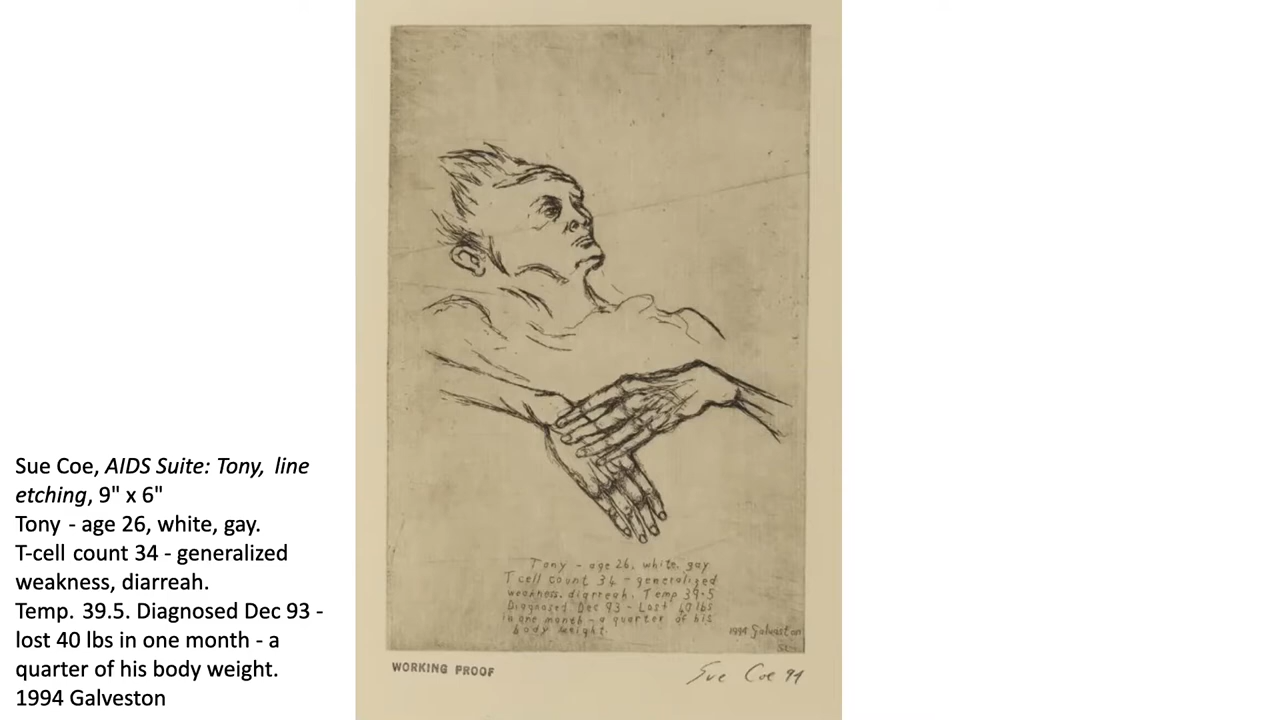 Sue Coe, AIDS Suite: Tony, line
etching, 9" x 6"
Tony - age 26, white, gay.
T-cell count 34 - generalized
weakness, diarreah.
Temp. 39.5. Diagnosed Dec 93 -
lost 40 lbs in one month - a
quarter of his body weight.
1994 Galveston
Tony - age 26, white. gay
T cell count 34 - generalized
weakness. diarreah. Temp 39.5
Diagnosed Dec 93 - Lost 40 lbs
in one month - a quarter of his
body weight.
1994 Galveston
WORKING PROOF
Sue Coe 94